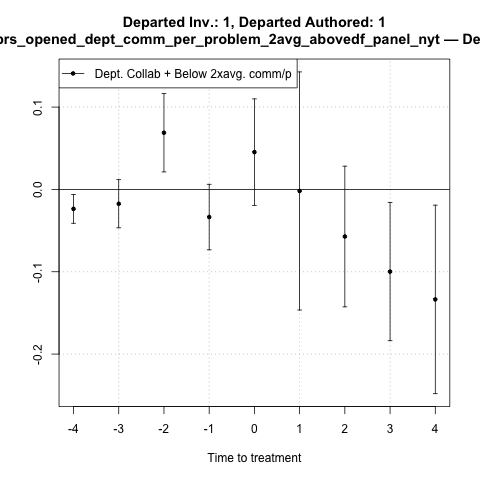 Departed Inv.: 1, Departed Authored: 1
prs_opened_dept_comm_per_problem_2avg_abovedf_panel_nyt — De
Dept. Collab + Below 2xavg. comm/p
0.1
0.0
-0.1
-0.2
-4 -3 -2 -1 0 1 2 3 4
Time to treatment